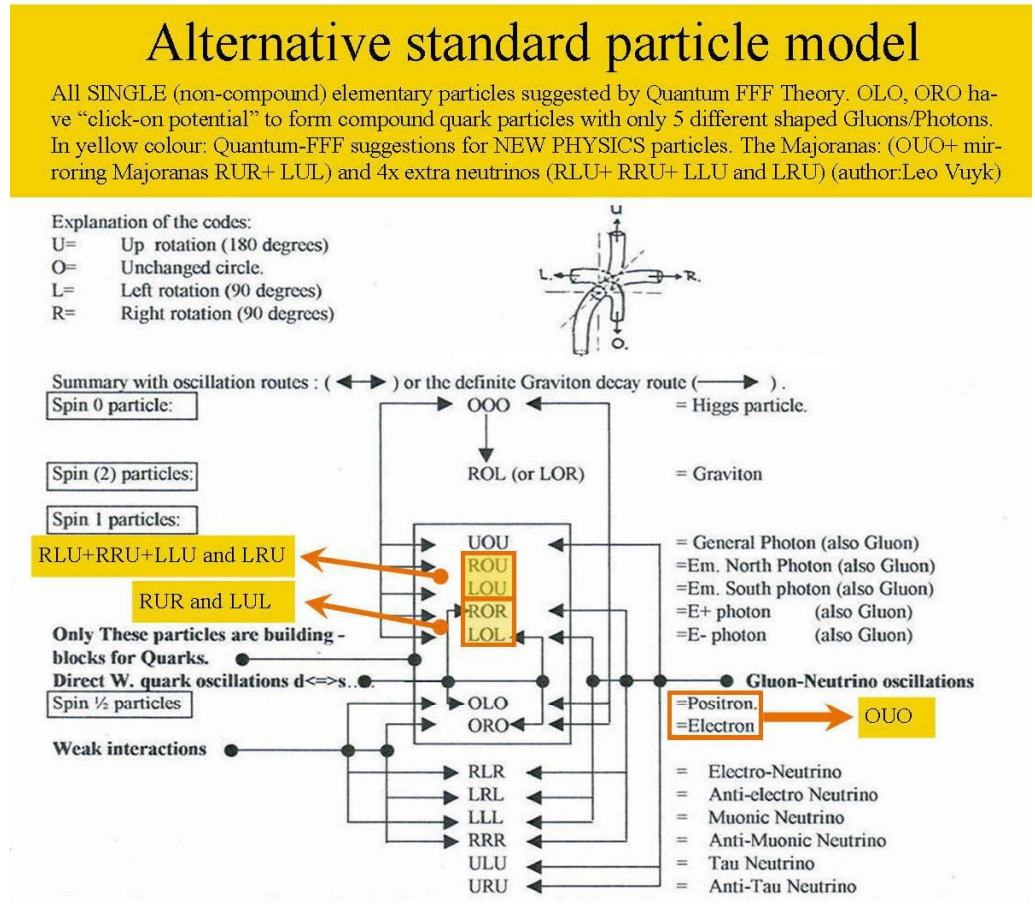 Alternative standard particle model
All SINGLE (non-compound) elementary particles suggested by Quantum FFF Theory. OLO, ORO ha-
ve “click-on potential” to form compound quark particles with only 5 different shaped Gluons/Photons.
In yellow colour: Quantum-FFF suggestions for NEW PHYSICS particles. The Majoranas: (OUO+ mir-
roring Majoranas RUR+ LUL) and 4x extra neutrinos (RLU+ RRU+ LLU and LRU) (author:Leo Vuyk)
Explanation of the codes:
U= Up rotation (180 degrees)
O= Unchanged circle.
L= Left rotation (90 degrees)
R= Right rotation (90 degrees)
u
L.
R.
O.
Summary with oscillation routes : ( ◄─► ) or the definite Graviton decay route (──► ) .
Spin 0 particle: OOO = Higgs particle.
Spin (2) particles: ROL (or LOR) = Graviton
Spin 1 particles:
UOU = General Photon (also Gluon)
RLU+RRU+LLU and LRU ROU =Em. North Photon (also Gluon)
LOU =Em. South photon (also Gluon)
RUR and LUL ROR =E+ photon (also Gluon)
LOL =E- photon (also Gluon)
Only These particles are building -
blocks for Quarks.
Direct W. quark oscillations d<=>s.... Gluon-Neutrino oscillations
Spin ½ particles OLO =Positron.
ORO =Electron
OUO
Weak interactions
RLR = Electro-Neutrino
LRL = Anti-electro Neutrino
LLL = Muonic Neutrino
RRR = Anti-Muonic Neutrino
ULU = Tau Neutrino
URU = Anti-Tau Neutrino